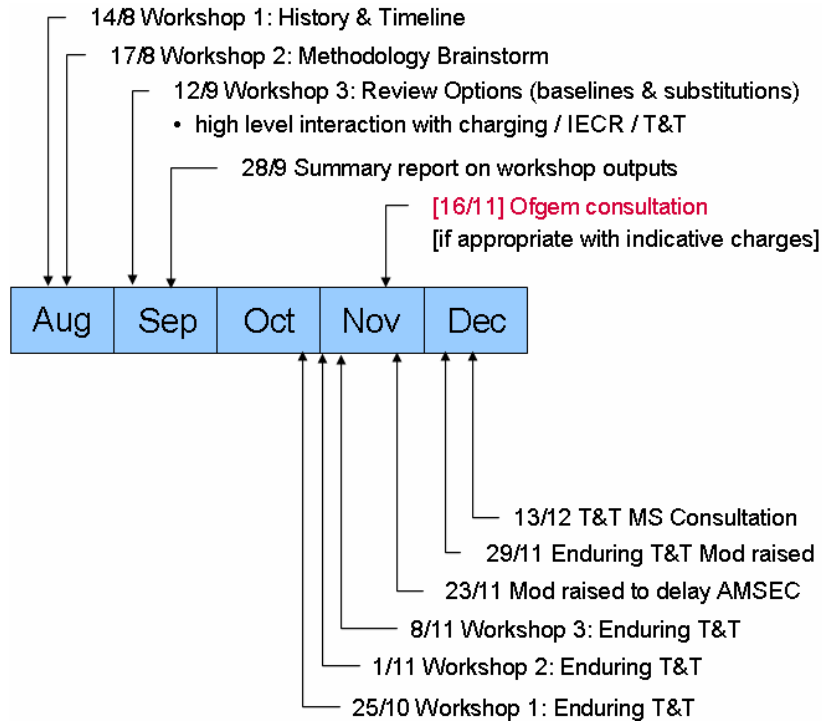 14/8 Workshop 1: History & Timeline
17/8 Workshop 2: Methodology Brainstorm
12/9 Workshop 3: Review Options (baselines & substitutions)
• high level interaction with charging / IECR / T&T
28/9 Summary report on workshop outputs
[16/11] Ofgem consultation
[if appropriate with indicative charges]
Aug Sep Oct Nov Dec
13/12 T&T MS Consultation
29/11 Enduring T&T Mod raised
23/11 Mod raised to delay AMSEC
8/11 Workshop 3: Enduring T&T
1/11 Workshop 2: Enduring T&T
25/10 Workshop 1: Enduring T&T